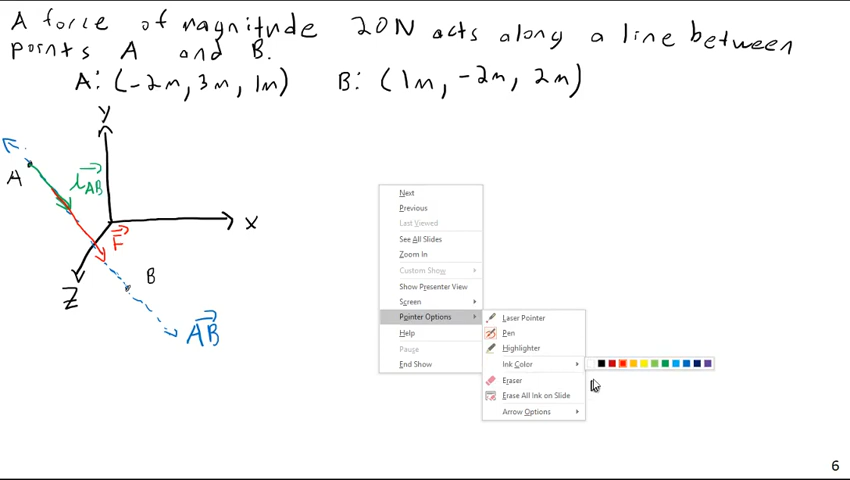 A force of magnitude 20N acts along a line between
points A and B.
A: (-2m, 3m, 1m) B: (1m, -2m, 2m)
Y
A
λAB
X
F
B
Z
AB
Next
Previous
Last Viewed
See All Slides
Zoom In
Custom Show
Show Presenter View
Screen
Pointer Options
Help
Pause
End Show
Laser Pointer
Pen
Highlighter
Ink Color
Eraser
Erase All Ink on Slide
Arrow Options
6